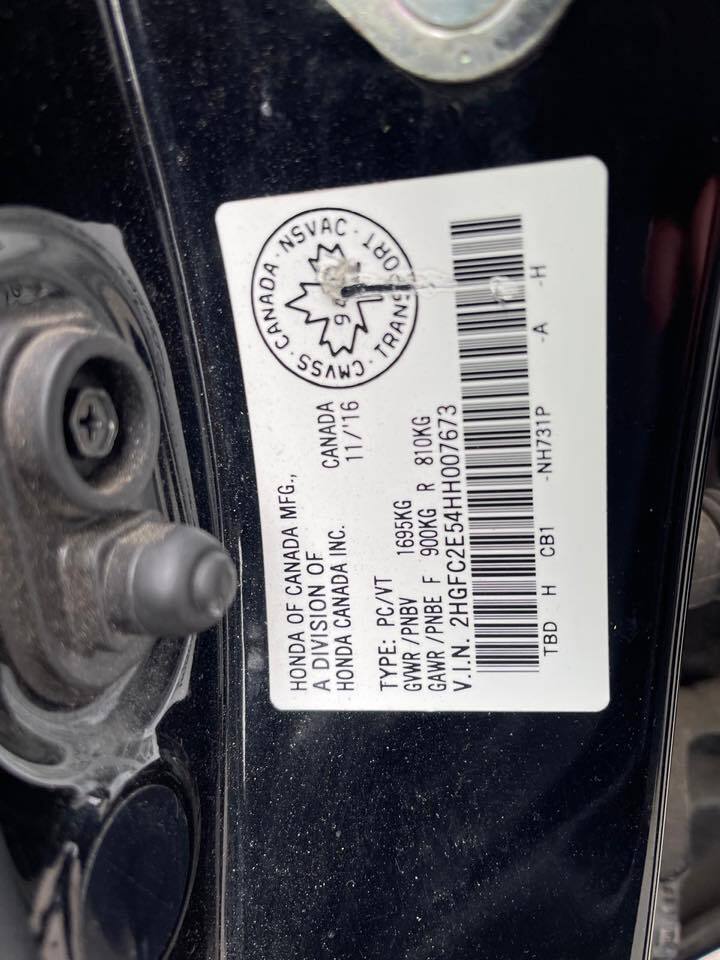 HONDA OF CANADA MFG.,
A DIVISION OF
HONDA CANADA INC.
CANADA
11/'16
CMVSS · CANADA · NSVAC · TRANSPORT ·
TYPE: PC/VT
GVWR /PNBV 1695KG
GAWR /PNBE F 900KG R 810KG
V.I.N. 2HGFC2E54HH007673
TBD H CB1 -NH731P -A -H